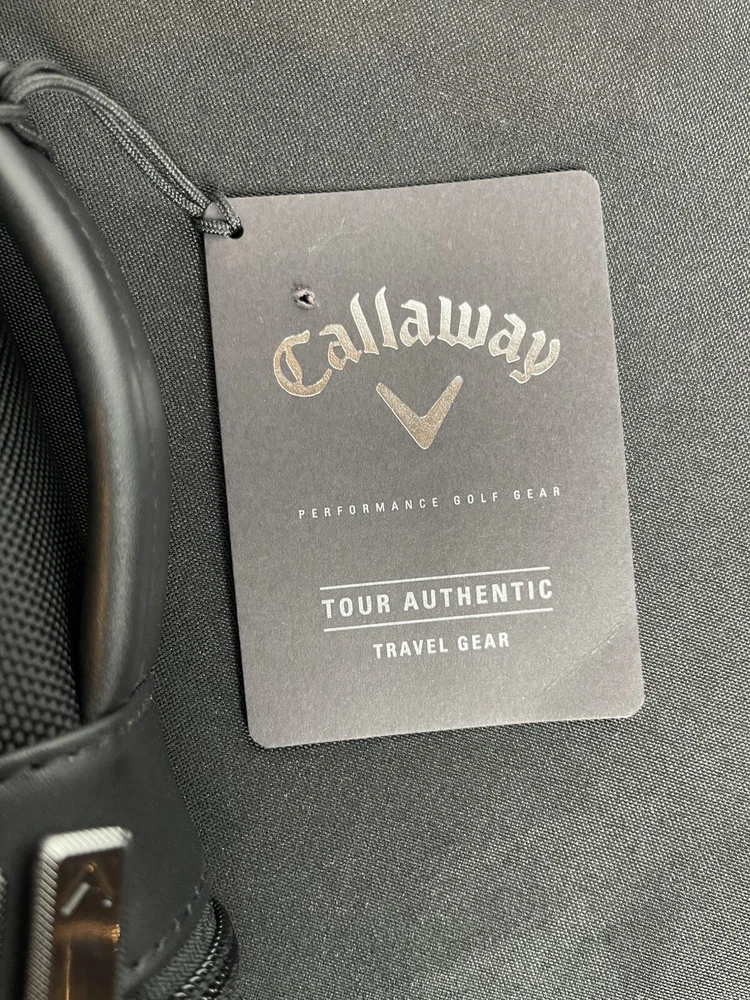 Callaway
PERFORMANCE GOLF GEAR
TOUR AUTHENTIC
TRAVEL GEAR